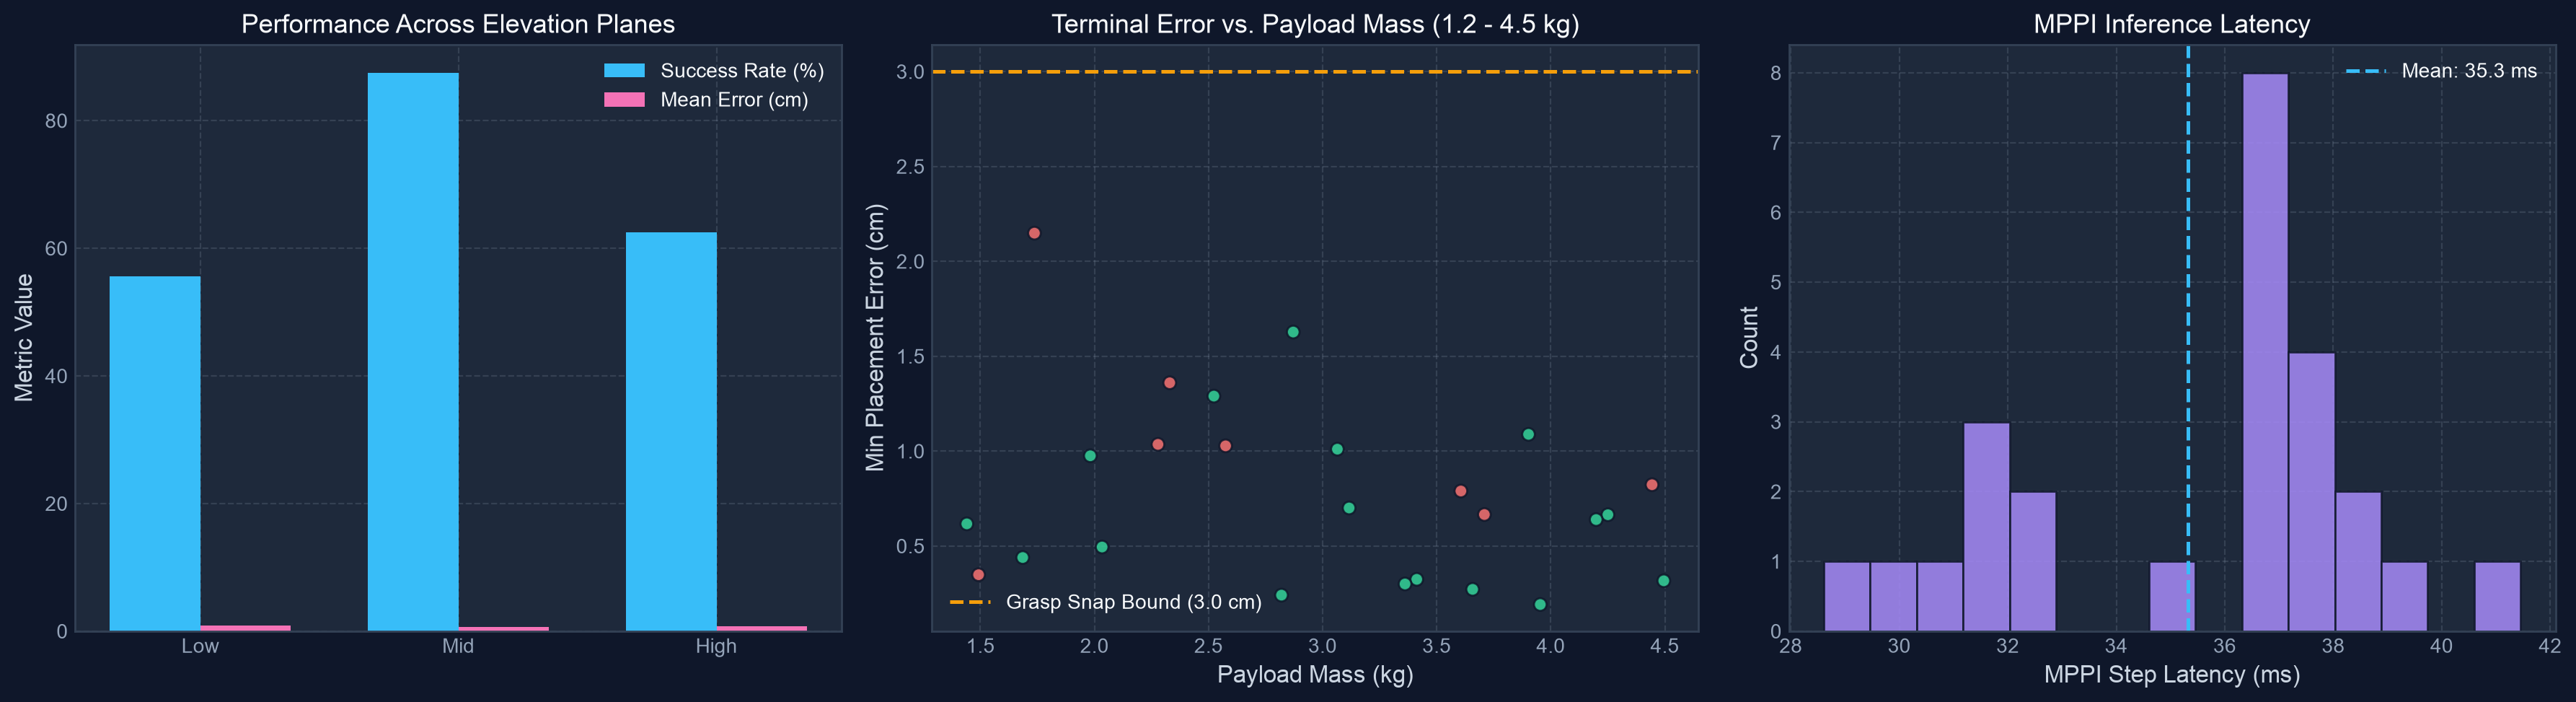 Performance Across Elevation Planes
Success Rate (%)
Mean Error (cm)
Metric Value
80
60
40
20
0
Low
Mid
High
Terminal Error vs. Payload Mass (1.2 - 4.5 kg)
Min Placement Error (cm)
3.0
2.5
2.0
1.5
1.0
0.5
Grasp Snap Bound (3.0 cm)
1.5
2.0
2.5
3.0
3.5
4.0
4.5
Payload Mass (kg)
MPPI Inference Latency
Mean: 35.3 ms
Count
8
7
6
5
4
3
2
1
0
28
30
32
34
36
38
40
42
MPPI Step Latency (ms)